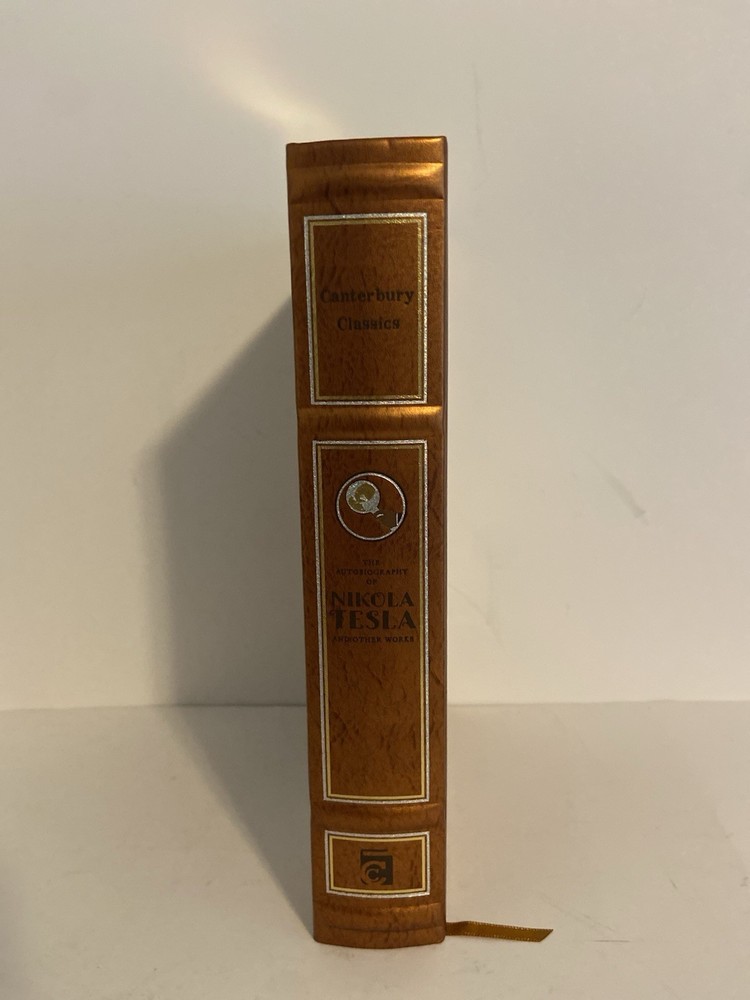 Canterbury
Classics
THE
AUTOBIOGRAPHY
OF
NIKOLA
TESLA
AND OTHER WORKS
C